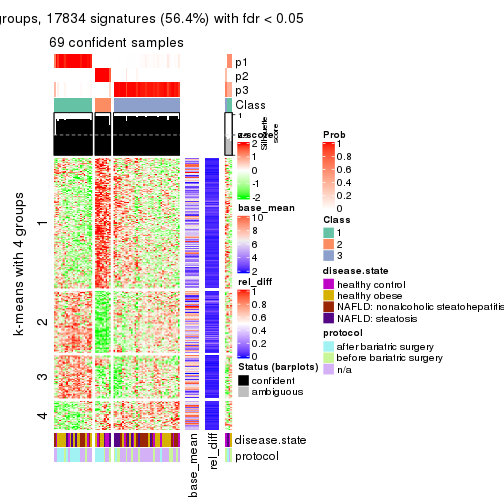 groups, 17834 signatures (56.4%) with fdr < 0.05
69 confident samples
p1
p2
p3
Class
1
Silhouette
score
z-score
2
1
0
-1
-2
base_mean
10
8
6
4
2
rel_diff
1
0.8
0.6
0.4
0.2
0
Status (barplots)
confident
ambiguous
Prob
1
0.8
0.6
0.4
0.2
0
Class
1
2
3
disease.state
healthy control
healthy obese
NAFLD: nonalcoholic steatohepatitis
NAFLD: steatosis
protocol
after bariatric surgery
before bariatric surgery
n/a
k-means with 4 groups
1
2
3
4
disease.state
protocol
base_mean
rel_diff